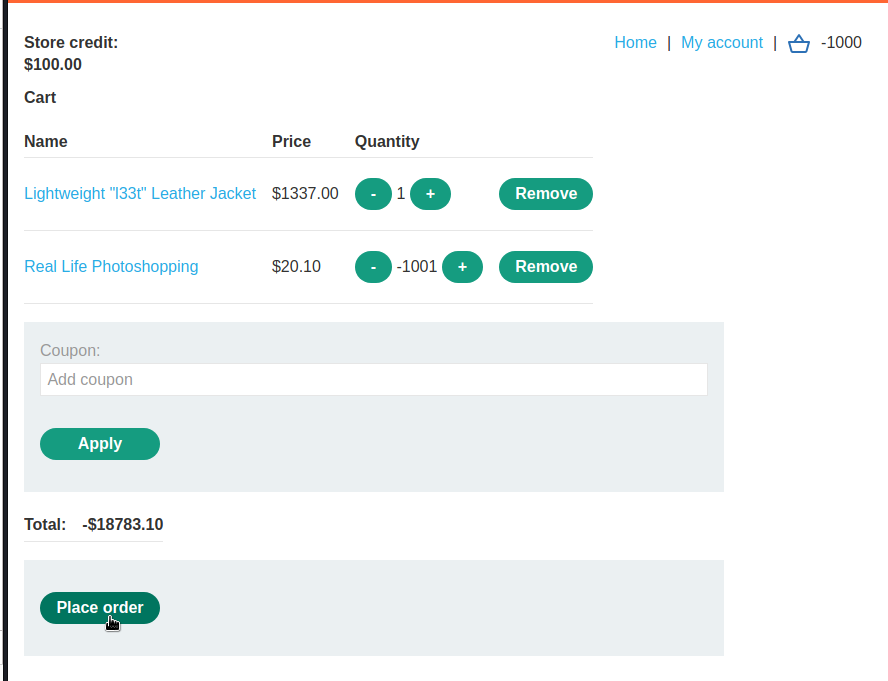 Store credit:
$100.00
Home | My account | -1000
Cart
Name Price Quantity
Lightweight "l33t" Leather Jacket $1337.00 - 1 + Remove
Real Life Photoshopping $20.10 - -1001 + Remove
Coupon:
Add coupon
Apply
Total: -$18783.10
Place order